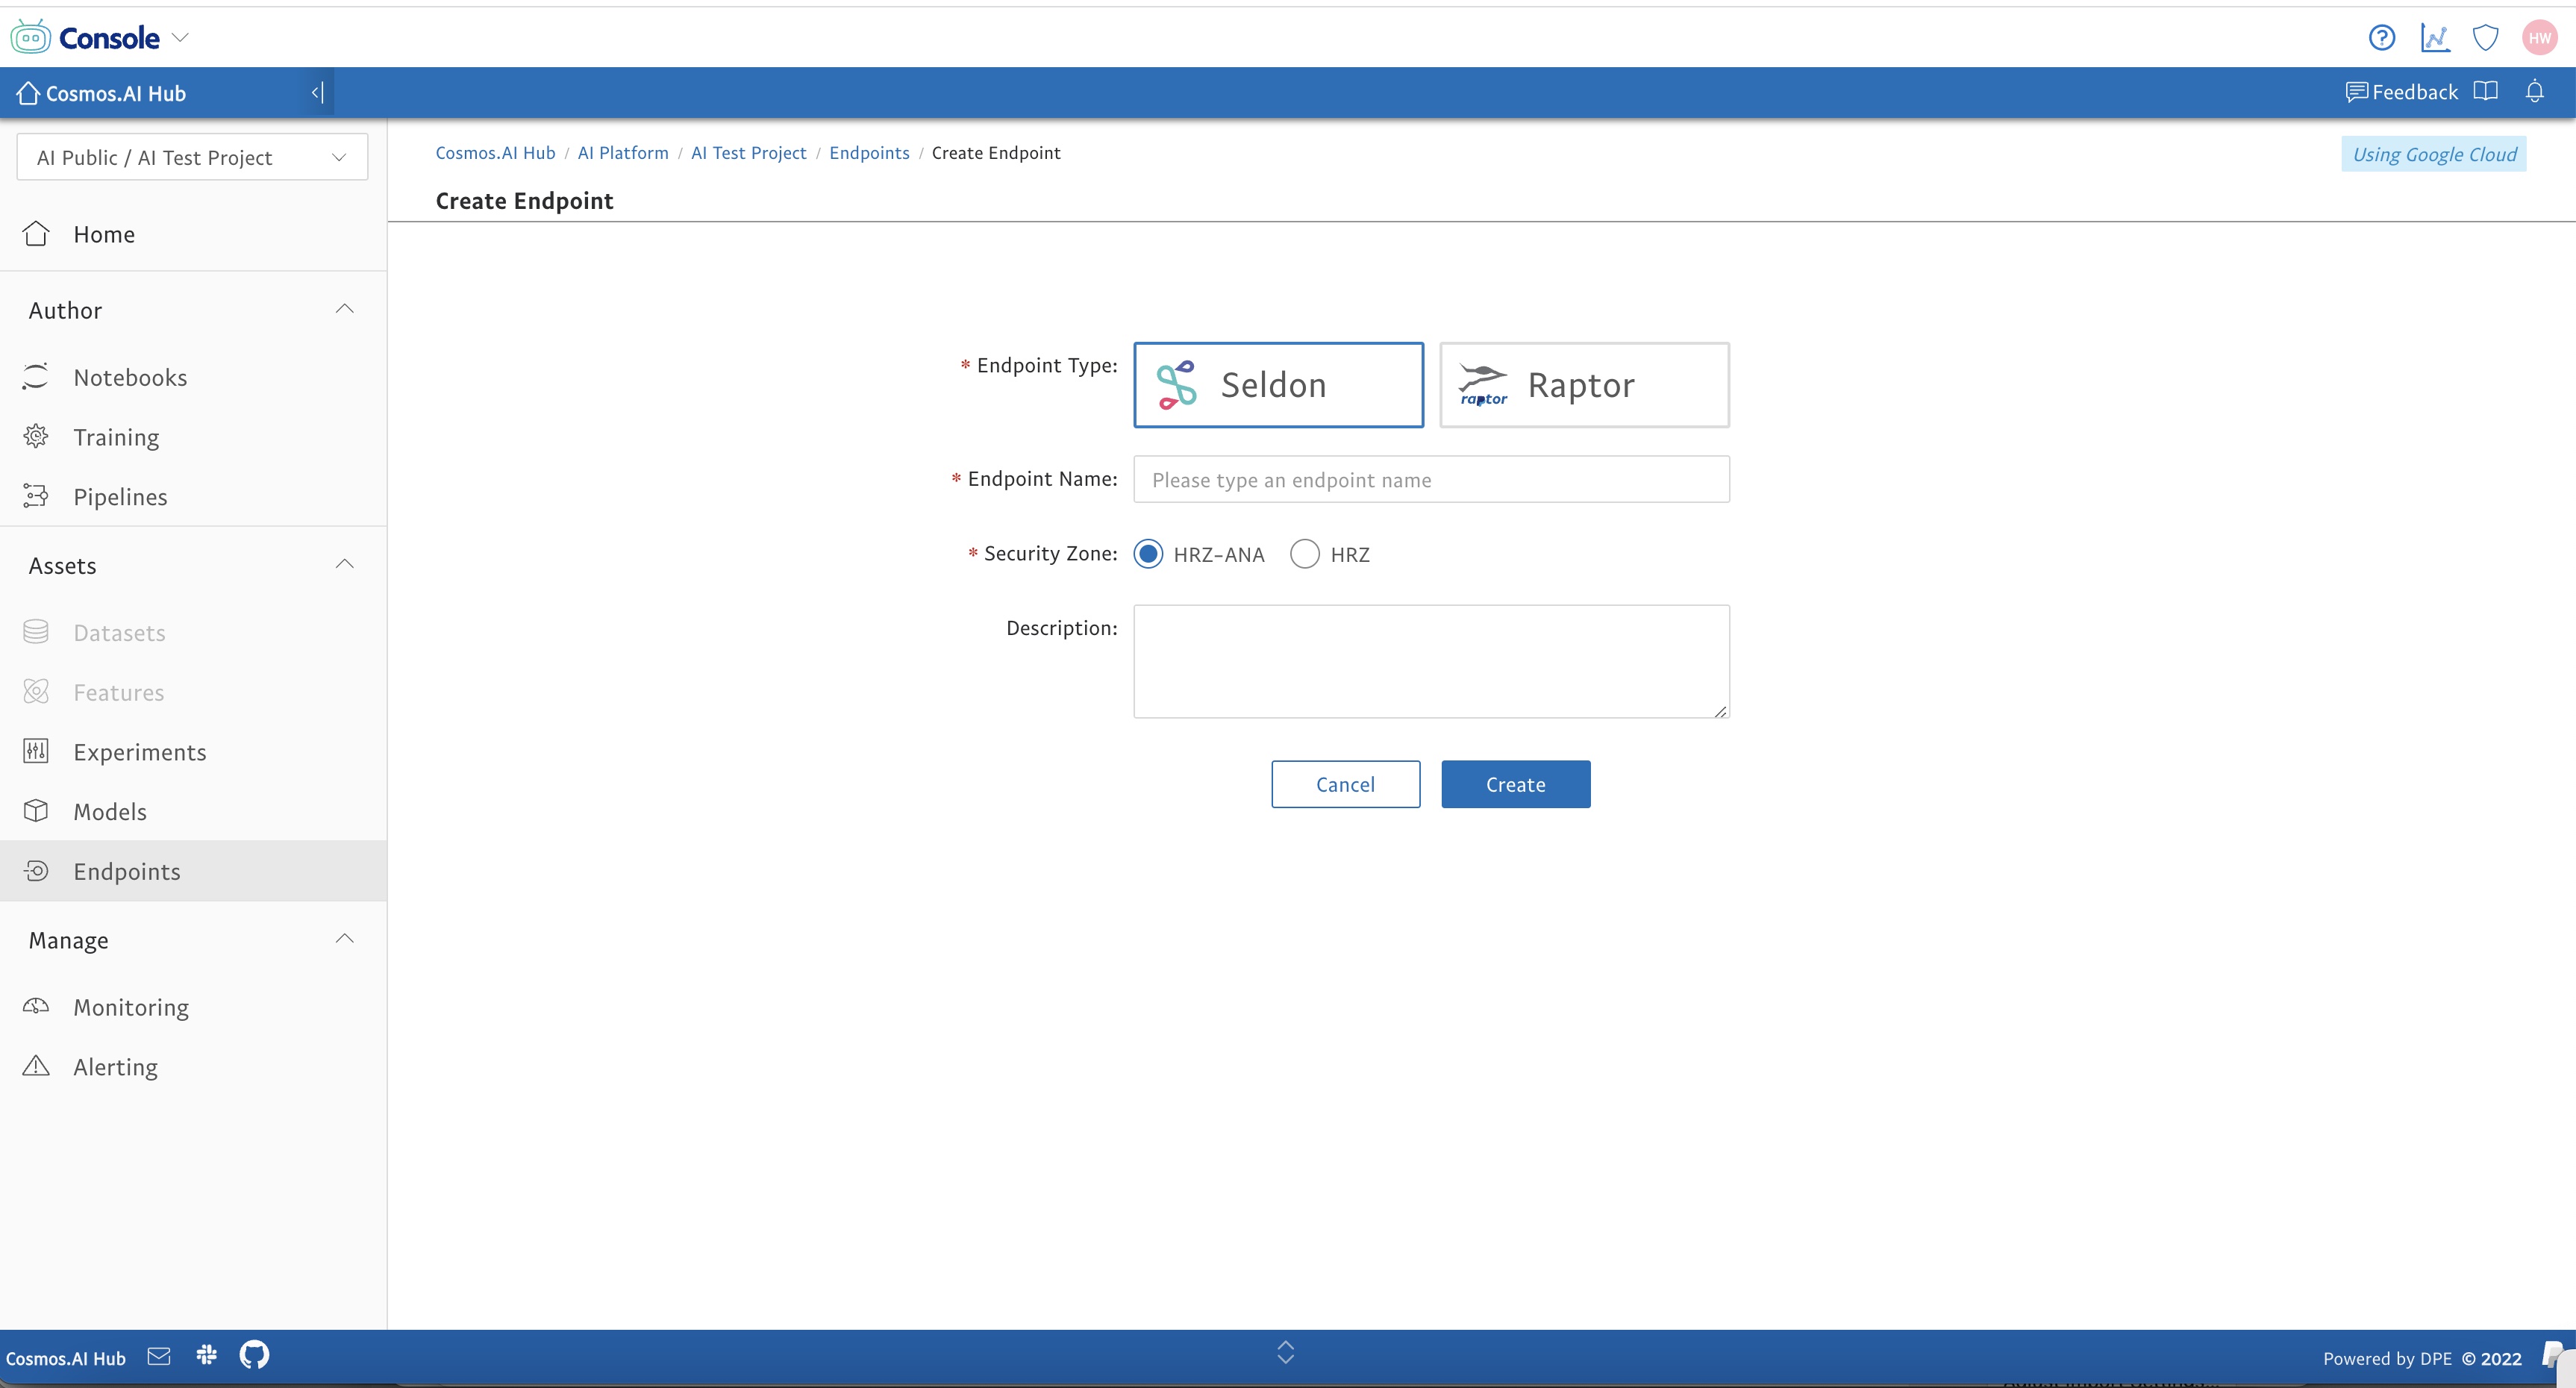 Console
HW
Cosmos.AI Hub
Feedback
AI Public / AI Test Project
Cosmos.AI Hub / AI Platform / AI Test Project / Endpoints / Create Endpoint
Using Google Cloud
Create Endpoint
Home
Author
Notebooks
Training
Pipelines
Assets
Datasets
Features
Experiments
Models
Endpoints
Manage
Monitoring
Alerting
* Endpoint Type:
Seldon
raptor
Raptor
* Endpoint Name:
Please type an endpoint name
* Security Zone:
HRZ-ANA
HRZ
Description:
Cancel
Create
Cosmos.AI Hub
Powered by DPE © 2022